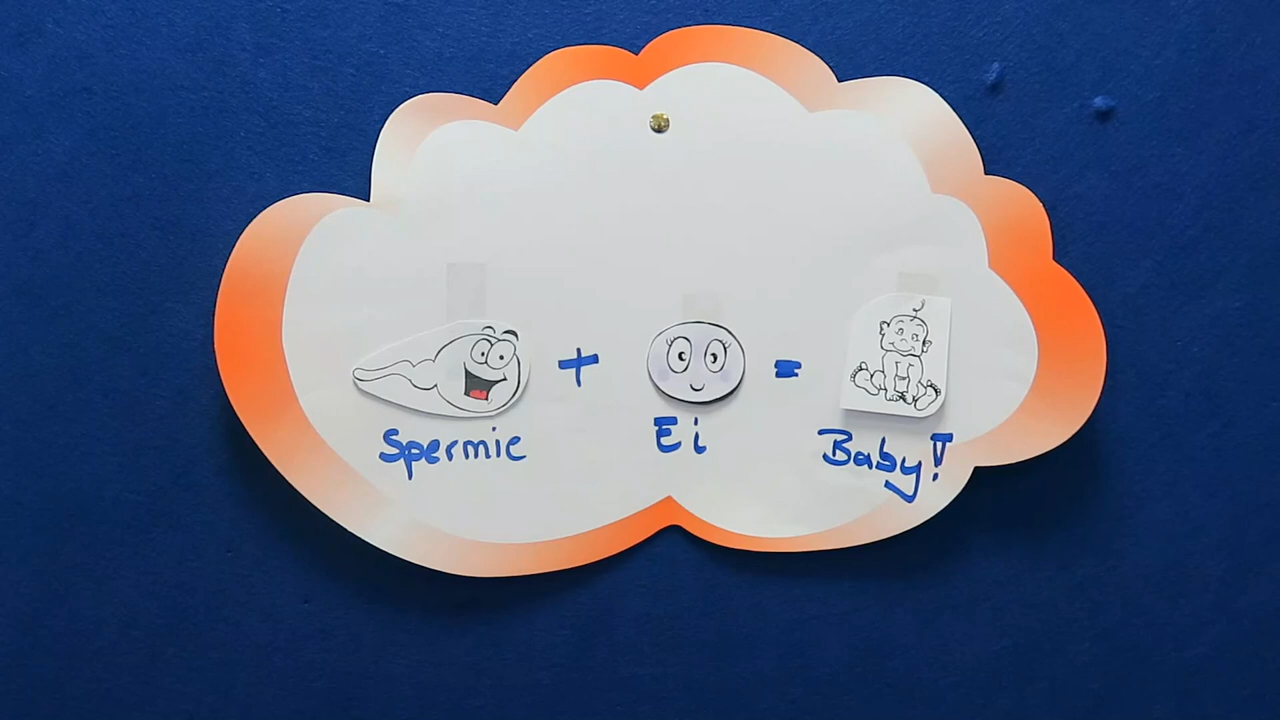 Spermie + Ei = Baby!